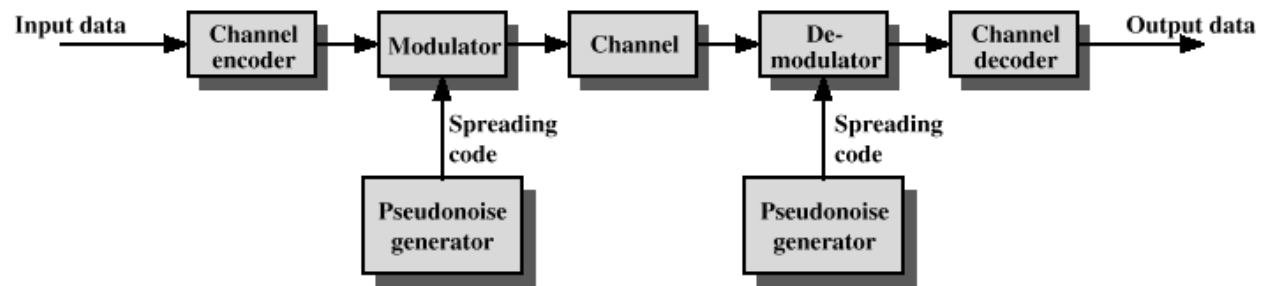 Input data
Channel
encoder
Modulator
Channel
De-
modulator
Channel
decoder
Output data
Spreading
code
Spreading
code
Pseudonoise
generator
Pseudonoise
generator